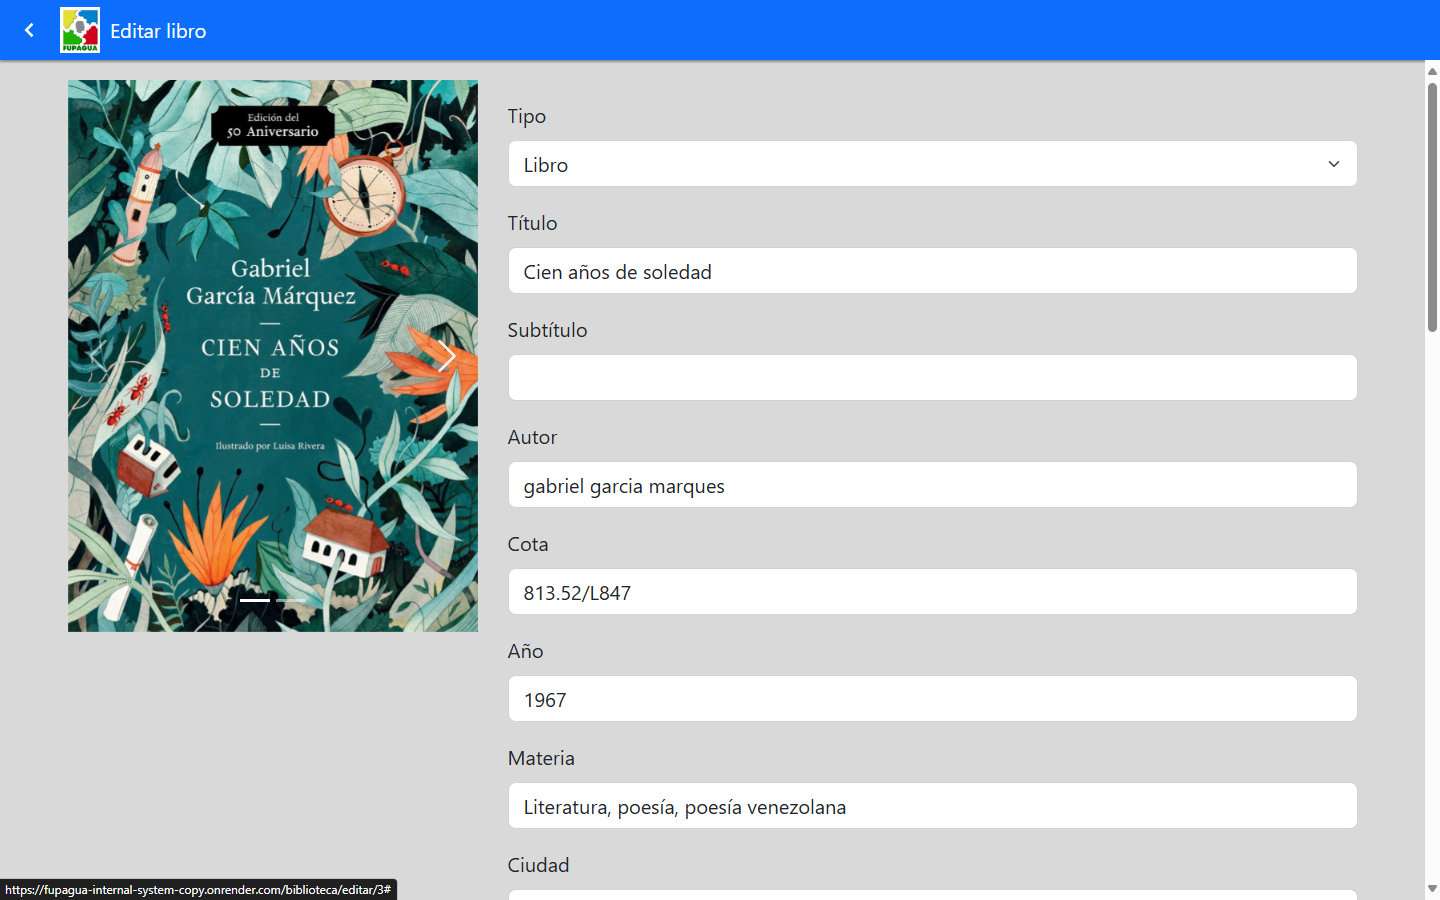 FUPAGUA
Editar libro
Edición del
50 Aniversario
Gabriel
García Márquez
CIEN AÑOS
DE
SOLEDAD
Ilustrado por Luisa Rivera
Tipo
Libro
Título
Cien años de soledad
Subtítulo
Autor
gabriel garcia marques
Cota
813.52/L847
Año
1967
Materia
Literatura, poesía, poesía venezolana
Ciudad
https://fupagua-internal-system-copy.onrender.com/biblioteca/editar/3#